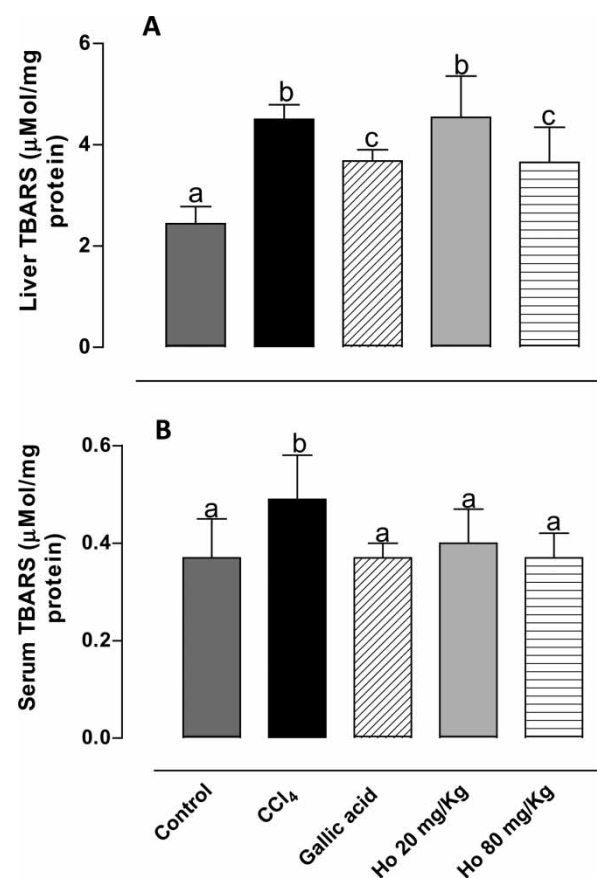 A
Liver TBARS (μMol/mg
protein)
6
4
2
0
a
b
c
b
c
B
Serum TBARS (μMol/mg
protein)
0.6
0.4
0.2
0.0
a
b
a
a
a
Control
CCl₄
Gallic acid
Ho 20 mg/Kg
Ho 80 mg/Kg